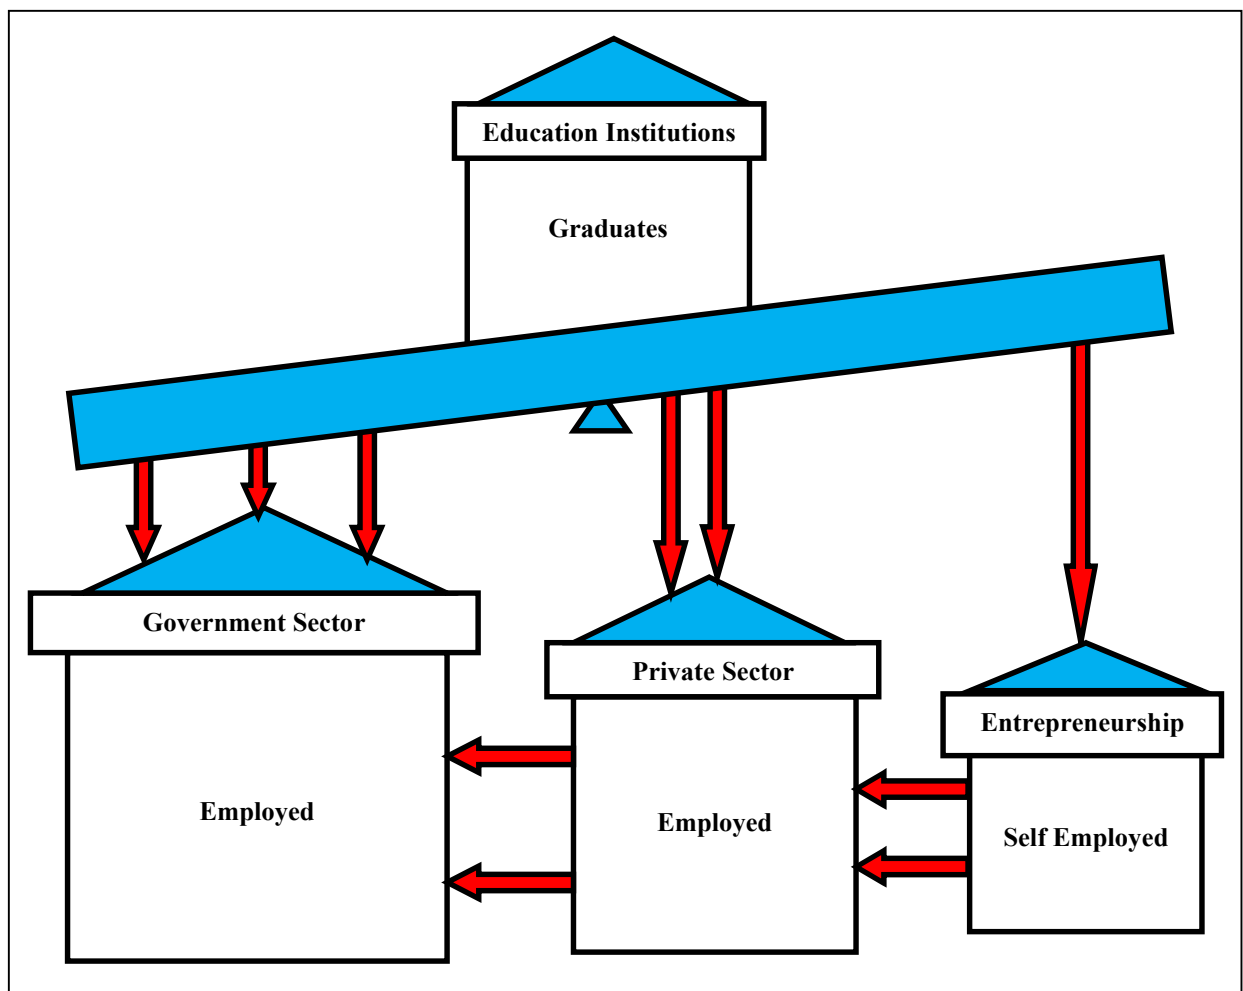 Education Institutions
Graduates
Government Sector
Private Sector
Entrepreneurship
Employed
Employed
Self Employed